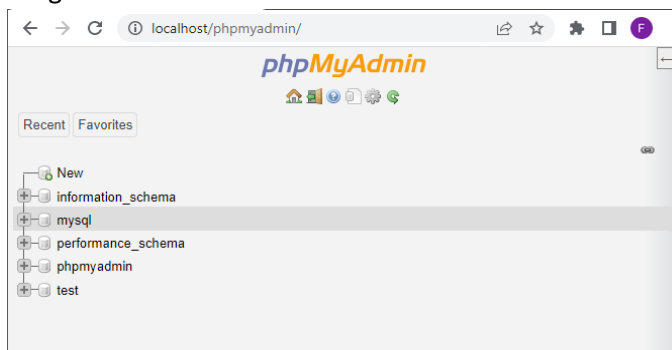 localhost/phpmyadmin/
F
phpMyAdmin
Recent Favorites
New
information_schema
mysql
performance_schema
phpmyadmin
test